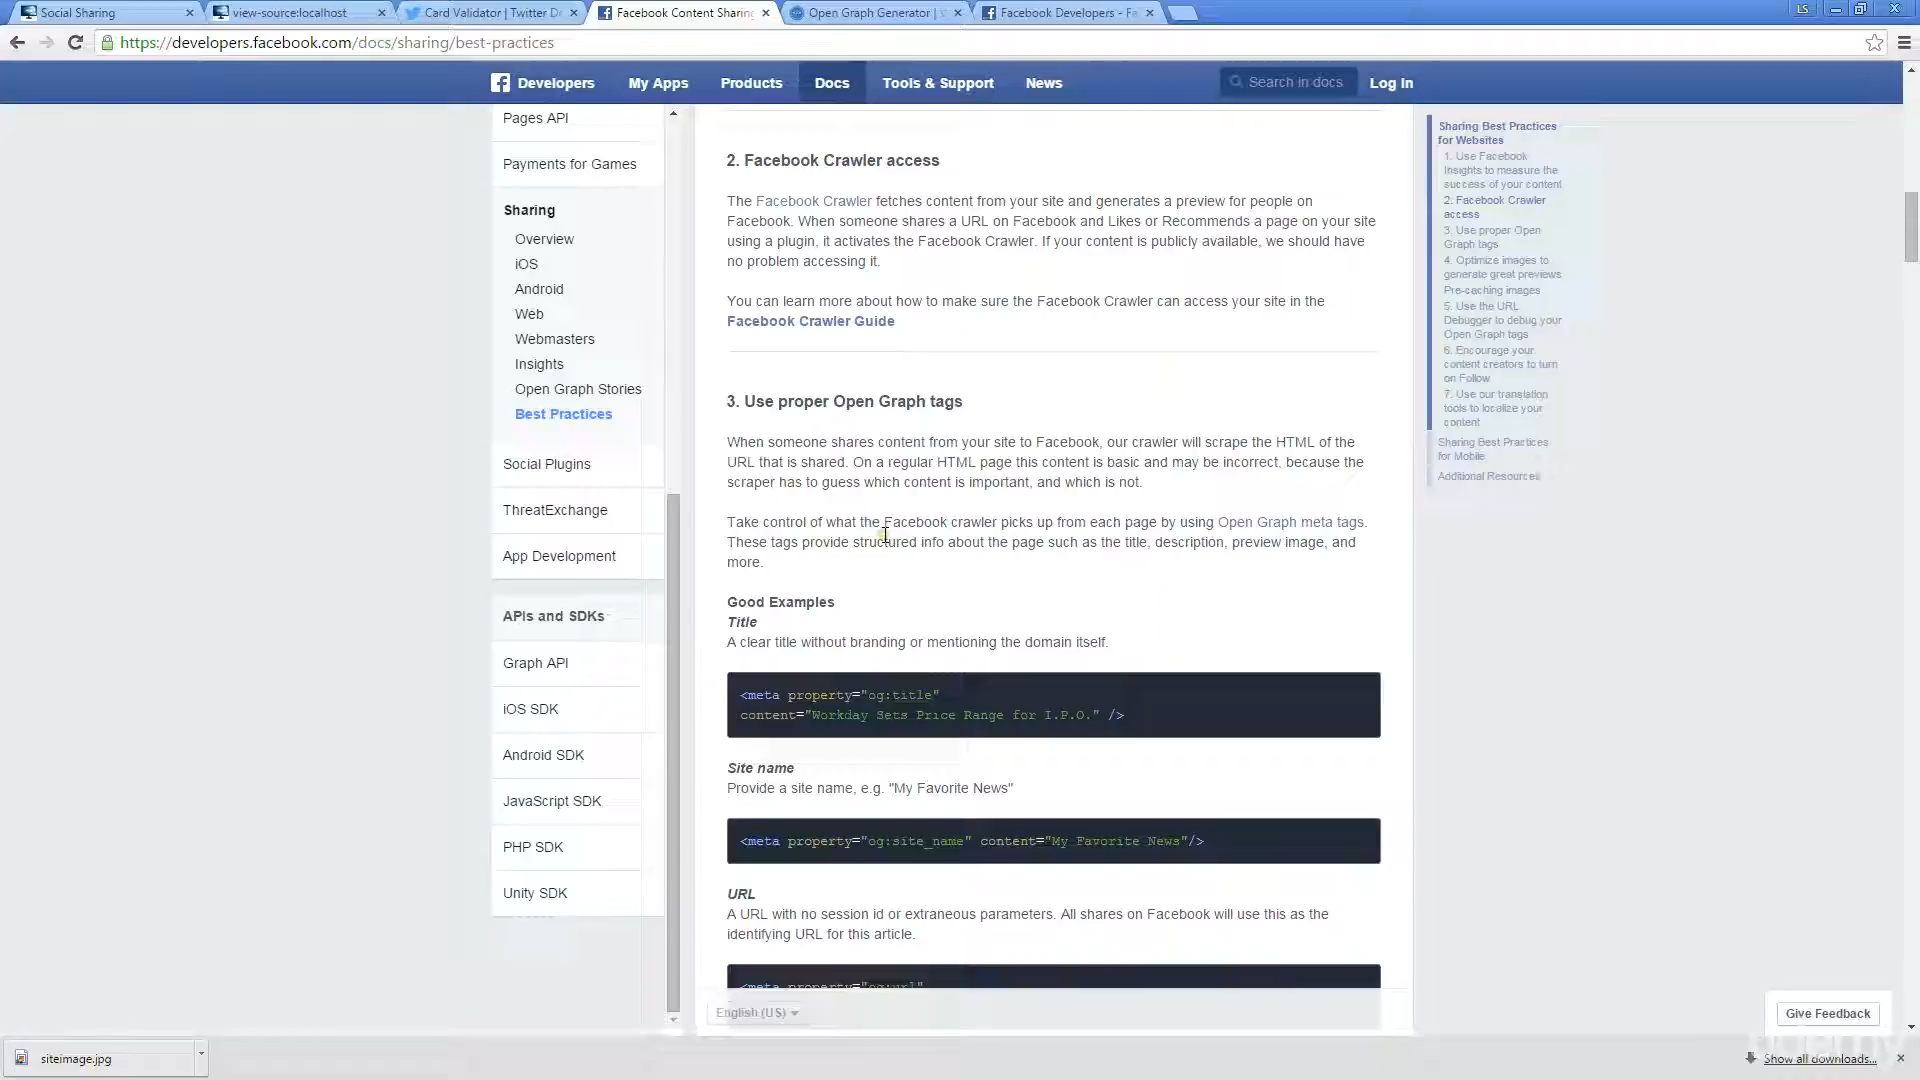 Social Sharing
view-source:localhost
Card Validator | Twitter De
Facebook Content Sharing
Open Graph Generator |
Facebook Developers - Fa
LS
https://developers.facebook.com/docs/sharing/best-practices
Developers
My Apps
Products
Docs
Tools & Support
News
Search in docs
Log In
Pages API
Payments for Games
Sharing
Overview
iOS
Android
Web
Webmasters
Insights
Open Graph Stories
Best Practices
Social Plugins
ThreatExchange
App Development
APIs and SDKs
Graph API
iOS SDK
Android SDK
JavaScript SDK
PHP SDK
Unity SDK
2. Facebook Crawler access
The Facebook Crawler fetches content from your site and generates a preview for people on
Facebook. When someone shares a URL on Facebook and Likes or Recommends a page on your site
using a plugin, it activates the Facebook Crawler. If your content is publicly available, we should have
no problem accessing it.
You can learn more about how to make sure the Facebook Crawler can access your site in the
Facebook Crawler Guide
3. Use proper Open Graph tags
When someone shares content from your site to Facebook, our crawler will scrape the HTML of the
URL that is shared. On a regular HTML page this content is basic and may be incorrect, because the
scraper has to guess which content is important, and which is not.
Take control of what the Facebook crawler picks up from each page by using Open Graph meta tags.
These tags provide structured info about the page such as the title, description, preview image, and
more.
Good Examples
Title
A clear title without branding or mentioning the domain itself.
<meta property="og:title"
content="Workday Sets Price Range for I.P.O." />
Site name
Provide a site name, e.g. "My Favorite News"
<meta property="og:site_name" content="My Favorite News"/>
URL
A URL with no session id or extraneous parameters. All shares on Facebook will use this as the
identifying URL for this article.
<meta property="og:url"
English (US)
Sharing Best Practices
for Websites
1. Use Facebook
Insights to measure the
success of your content
2. Facebook Crawler
access
3. Use proper Open
Graph tags
4. Optimize images to
generate great previews
Pre-caching images
5. Use the URL
Debugger to debug your
Open Graph tags
6. Encourage your
content creators to turn
on Follow
7. Use our translation
tools to localize your
content
Sharing Best Practices
for Mobile
Additional Resources
Give Feedback
siteimage.jpg
udemy
Show all downloads...